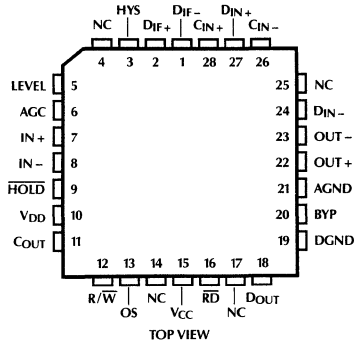 HYS DIF– DIN+
NC DIF+ CIN+ CIN–
4 3 2 1 28 27 26
LEVEL 5 25 NC
AGC 6 24 DIN–
IN+ 7 23 OUT–
IN– 8 22 OUT+
HOLD 9 21 AGND
VDD 10 20 BYP
COUT 11 19 DGND
12 13 14 15 16 17 18
R/W NC RD DOUT
OS VCC NC
TOP VIEW